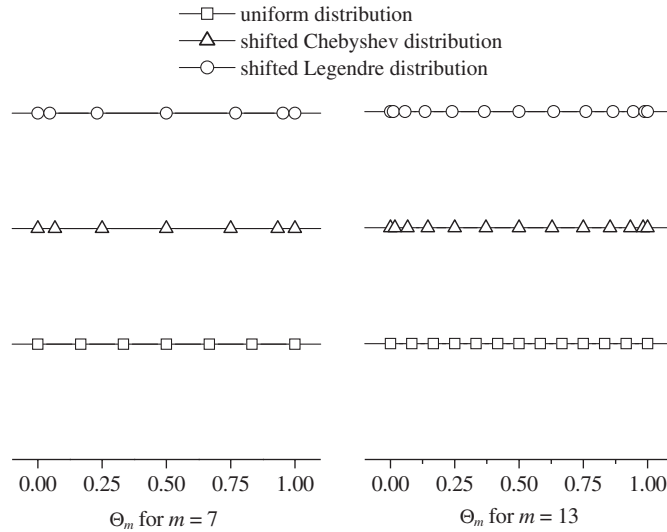 uniform distribution
shifted Chebyshev distribution
shifted Legendre distribution
0.00 0.25 0.50 0.75 1.00
Θm for m = 7
0.00 0.25 0.50 0.75 1.00
Θm for m = 13